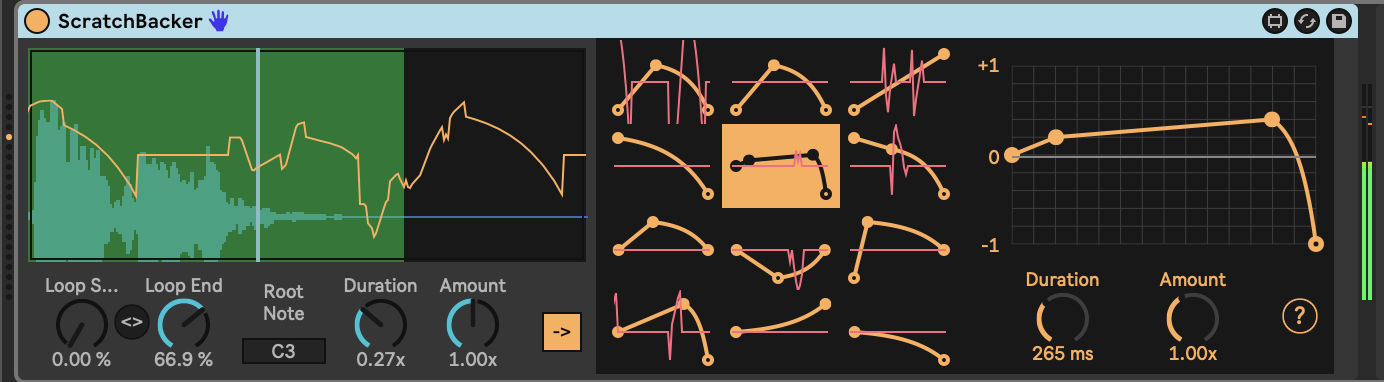 ScratchBacker
Loop S...
Loop End
Root
Note
Duration
Amount
<>
->
0.00 %
66.9 %
C3
0.27x
1.00x
+1
0
-1
Duration
Amount
?
265 ms
1.00x